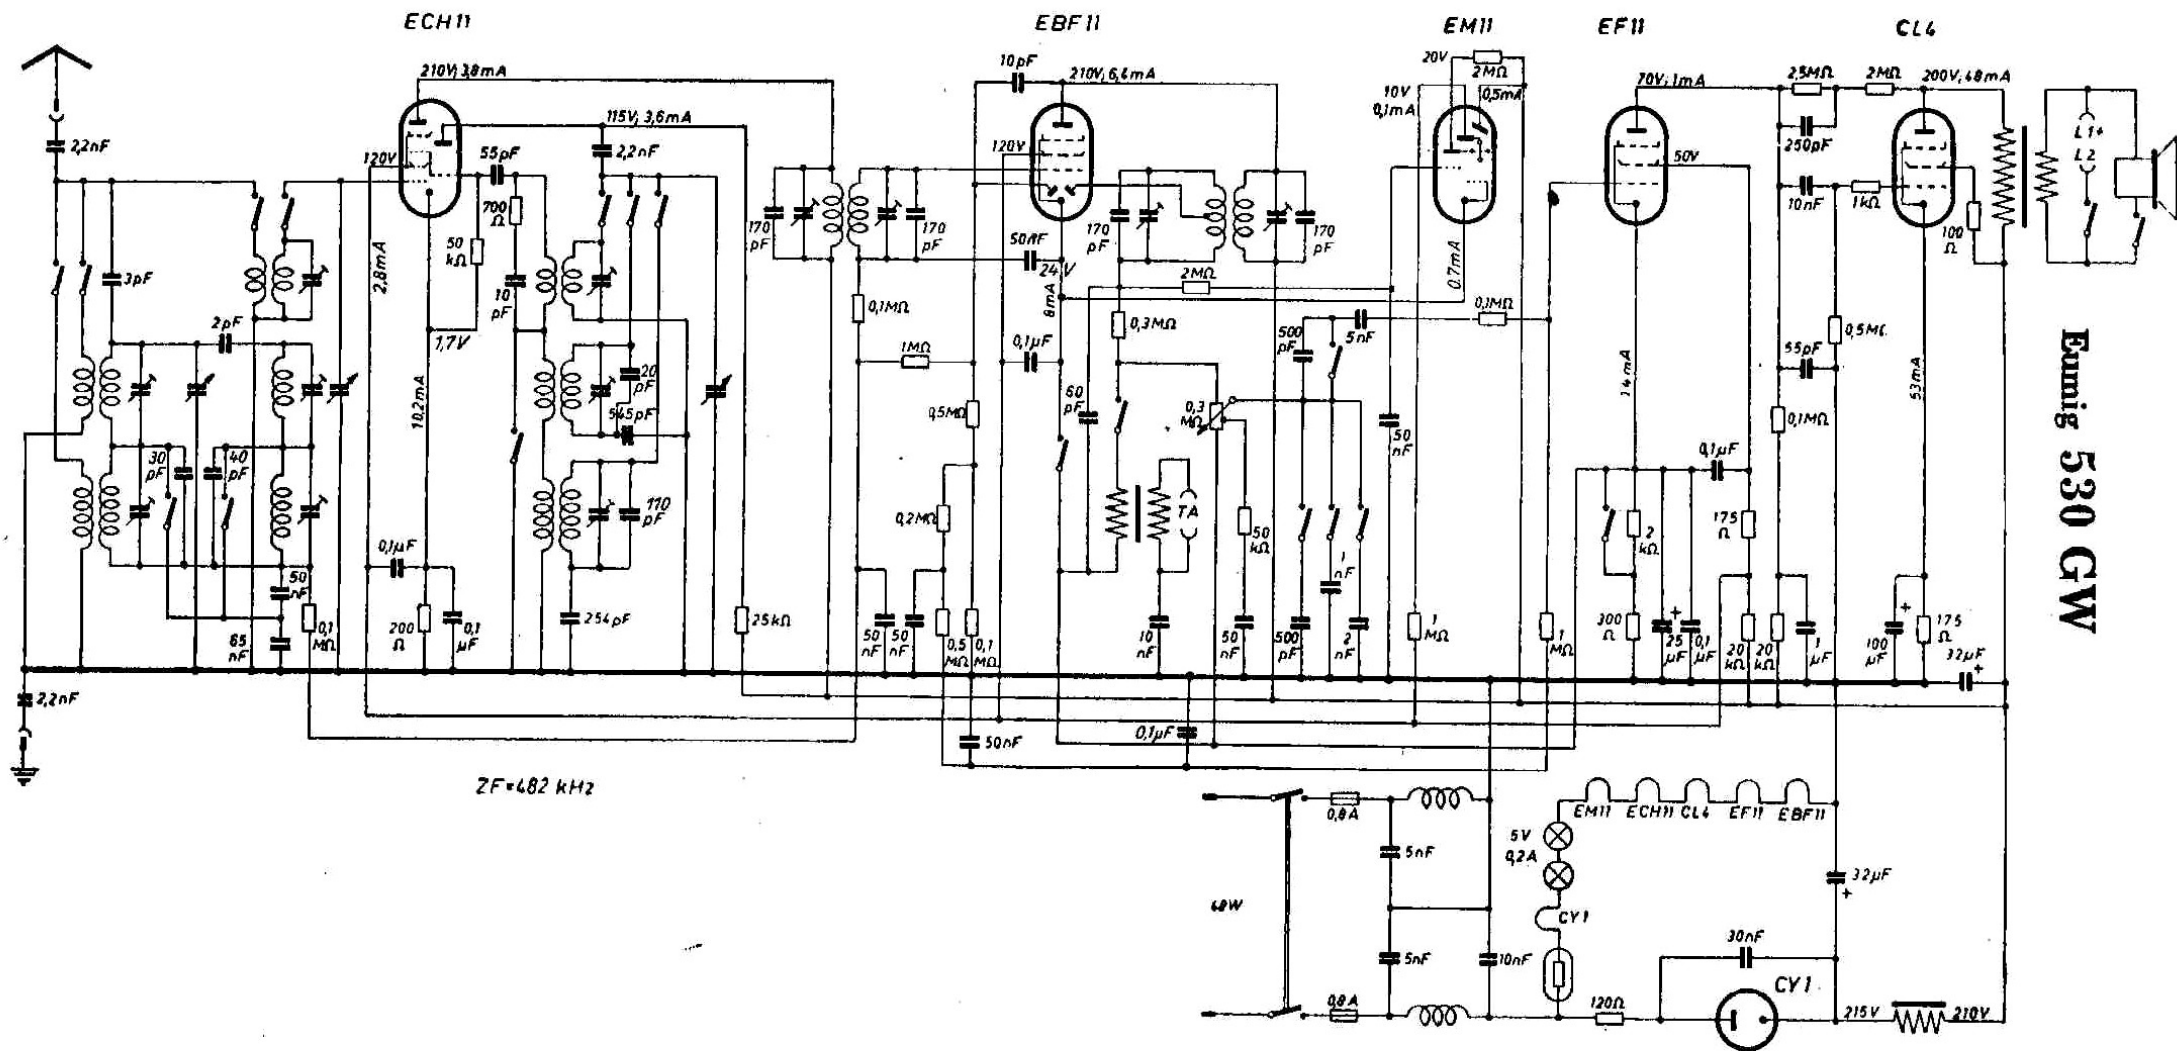 ECH11
EBF11
EM11
EF11
CL4
210V; 3,8mA
10pF
210V; 6,4mA
20V
2MΩ
70V; 1mA
2,5MΩ
2MΩ
200V; 48mA
10V
0,1mA
0,5mA
115V; 3,6mA
2,2nF
120V
55pF
2,2nF
120V
50V
250pF
L1+
L2
700
Ω
50
kΩ
170
pF
170
pF
170
pF
170
pF
10nF
1kΩ
100
Ω
2,8mA
50nF
24V
0,7mA
3pF
10
pF
0,1MΩ
8mA
2MΩ
0,3MΩ
500
pF
5nF
0,1MΩ
2pF
1,7V
1MΩ
0,1µF
55pF
20
pF
545pF
10,2mA
0,5MΩ
60
pF
0,3
MΩ
50
nF
14mA
0,1MΩ
53mA
30
pF
40
pF
170
pF
0,2MΩ
TA
50
kΩ
0,1µF
2
kΩ
175
Ω
0,1µF
50
nF
1
nF
65
nF
0,1
MΩ
200
Ω
0,1
µF
254pF
25kΩ
50
nF
50
nF
0,5
MΩ
0,1
MΩ
10
nF
50
nF
500
pF
2
nF
1
MΩ
1
MΩ
300
Ω
+
25
µF
0,1
µF
20
kΩ
20
kΩ
1
µF
+
100
µF
175
Ω
32µF
+
2,2nF
50nF
0,1µF
ZF=482 kHz
Eumig 530 GW
0,8A
EM11
ECH11
CL4
EF11
EBF11
5V
0,2A
5nF
32µF
+
48W
CY1
5nF
10nF
30nF
CY1
0,8A
120Ω
215V
210V